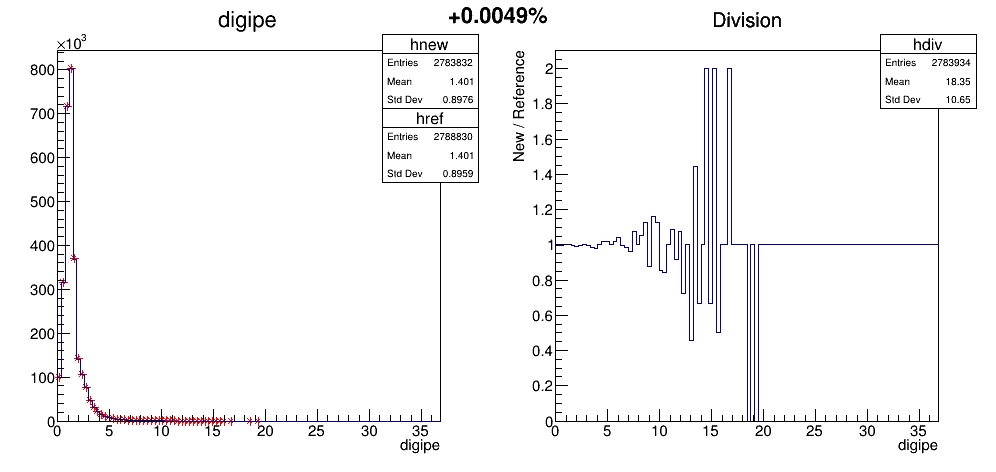 +0.0049%
digipe
×10³
hnew
Entries 2783832
Mean 1.401
Std Dev 0.8976
href
Entries 2788830
Mean 1.401
Std Dev 0.8959
800
700
600
500
400
300
200
100
0
0 5 10 15 20 25 30 35
digipe
Division
hdiv
Entries 2783934
Mean 18.35
Std Dev 10.65
New / Reference
2
1.8
1.6
1.4
1.2
1
0.8
0.6
0.4
0.2
0
0 5 10 15 20 25 30 35
digipe